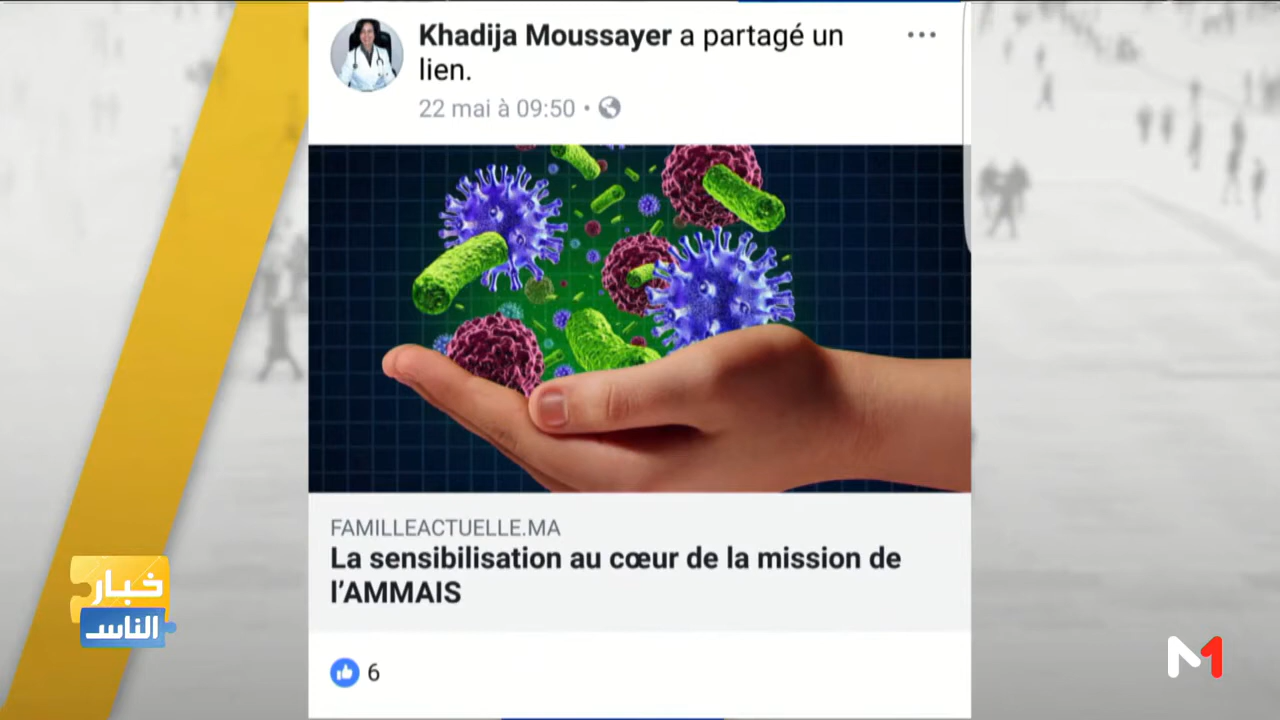 Khadija Moussayer a partagé un
lien.
22 mai à 09:50 •
FAMILLEACTUELLE.MA
La sensibilisation au cœur de la mission de
l'AMMAIS
6
خبار
الناس
M1